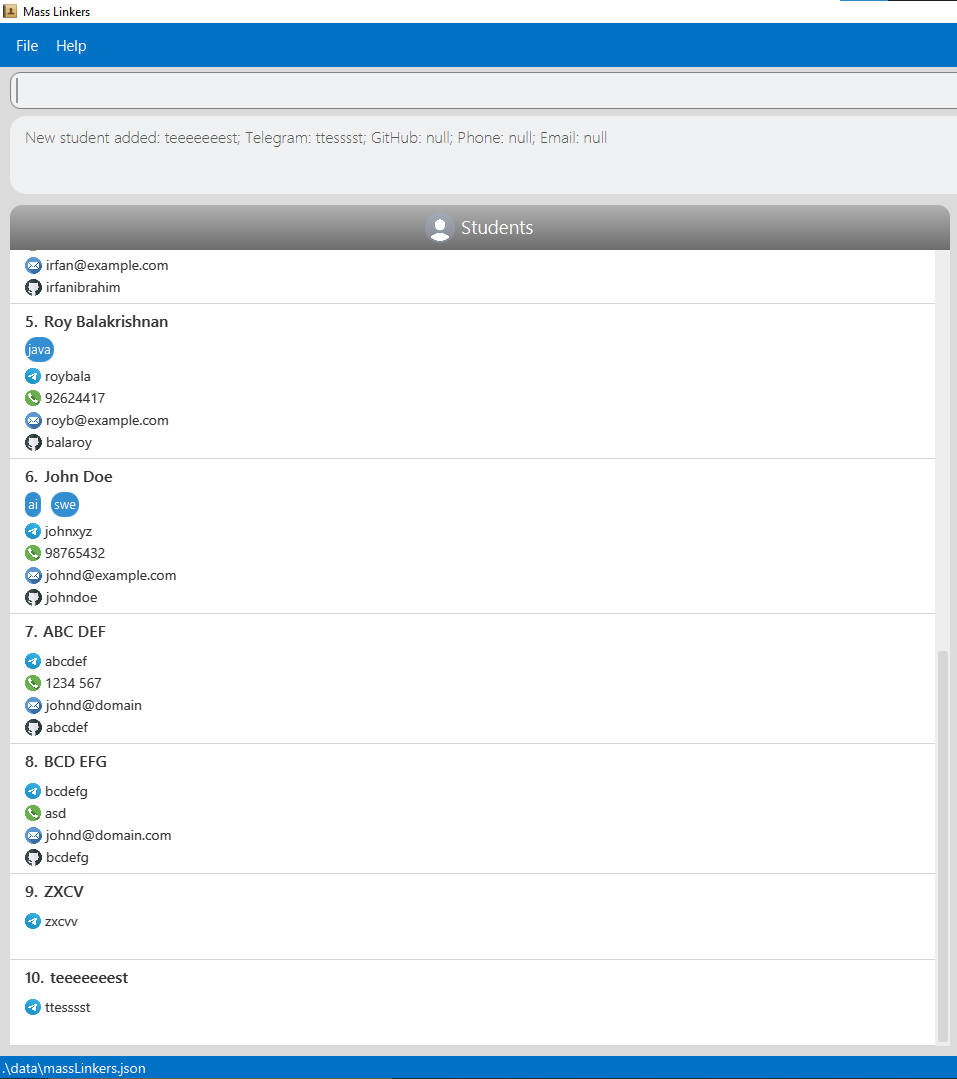 Mass Linkers
File Help
New student added: teeeeeeest; Telegram: ttesssst; GitHub: null; Phone: null; Email: null
Students
irfan@example.com
irfanibrahim
5. Roy Balakrishnan
java
roybala
92624417
royb@example.com
balaroy
6. John Doe
ai swe
johnxyz
98765432
johnd@example.com
johndoe
7. ABC DEF
abcdef
1234 567
johnd@domain
abcdef
8. BCD EFG
bcdefg
asd
johnd@domain.com
bcdefg
9. ZXCV
zxcvv
10. teeeeeeest
ttesssst
.\data\massLinkers.json